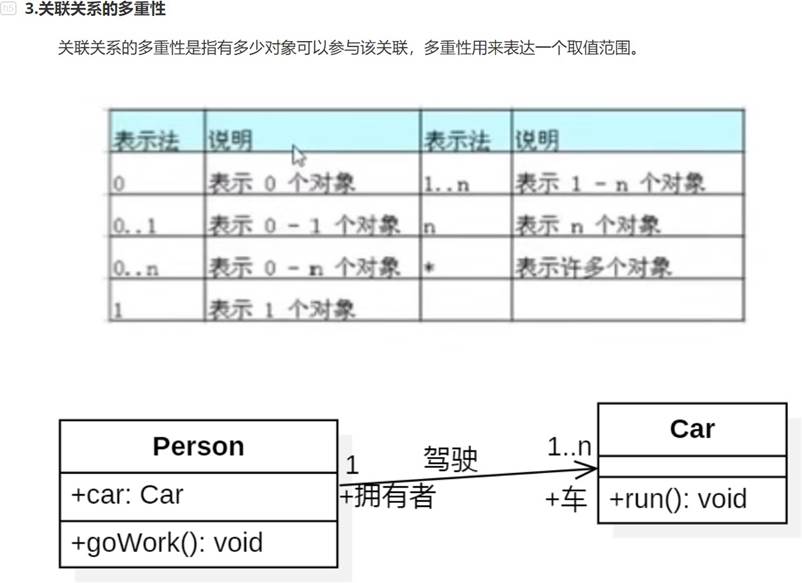 h5 3.关联关系的多重性
关联关系的多重性是指有多少对象可以参与该关联，多重性用来表达一个取值范围。
表示法 说明 表示法 说明
0 表示 0 个对象 1..n 表示 1 - n 个对象
0..1 表示 0 - 1 个对象 n 表示 n 个对象
0..n 表示 0 - n 个对象 * 表示许多个对象
1 表示 1 个对象
Person
+car: Car
+goWork(): void
1 驾驶 1..n
+拥有者 +车
Car
+run(): void